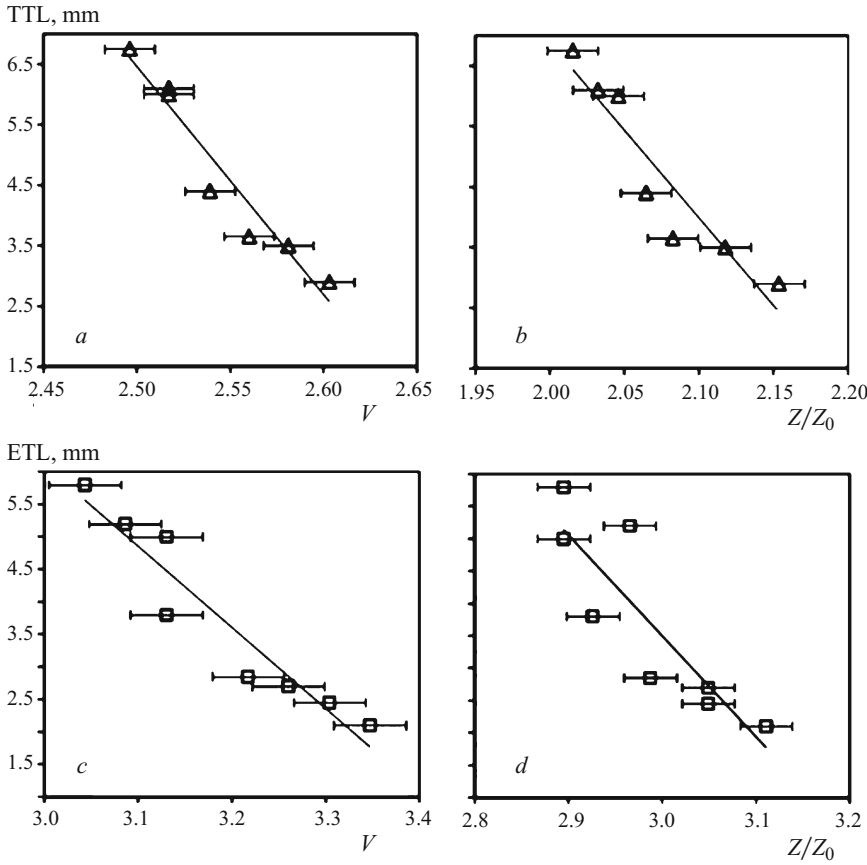 TTL, mm
6.5
5.5
4.5
3.5
2.5
1.5
a
b
2.45 2.50 2.55 2.60 2.65
V
1.95 2.00 2.05 2.10 2.15 2.20
Z/Z0
ETL, mm
5.5
4.5
3.5
2.5
1.5
c
d
3.0 3.1 3.2 3.3 3.4
V
2.8 2.9 3.0 3.1 3.2
Z/Z0